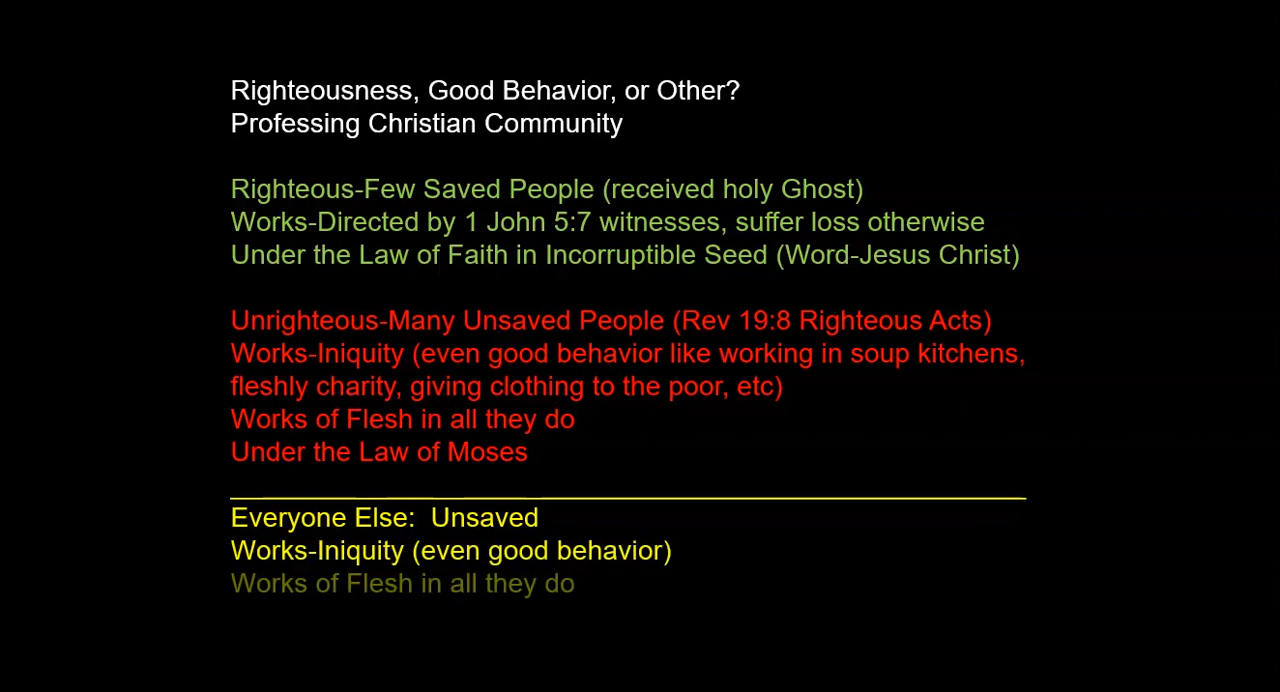 Righteousness, Good Behavior, or Other?
Professing Christian Community
Righteous-Few Saved People (received holy Ghost)
Works-Directed by 1 John 5:7 witnesses, suffer loss otherwise
Under the Law of Faith in Incorruptible Seed (Word-Jesus Christ)
Unrighteous-Many Unsaved People (Rev 19:8 Righteous Acts)
Works-Iniquity (even good behavior like working in soup kitchens,
fleshly charity, giving clothing to the poor, etc)
Works of Flesh in all they do
Under the Law of Moses
Everyone Else:  Unsaved
Works-Iniquity (even good behavior)
Works of Flesh in all they do